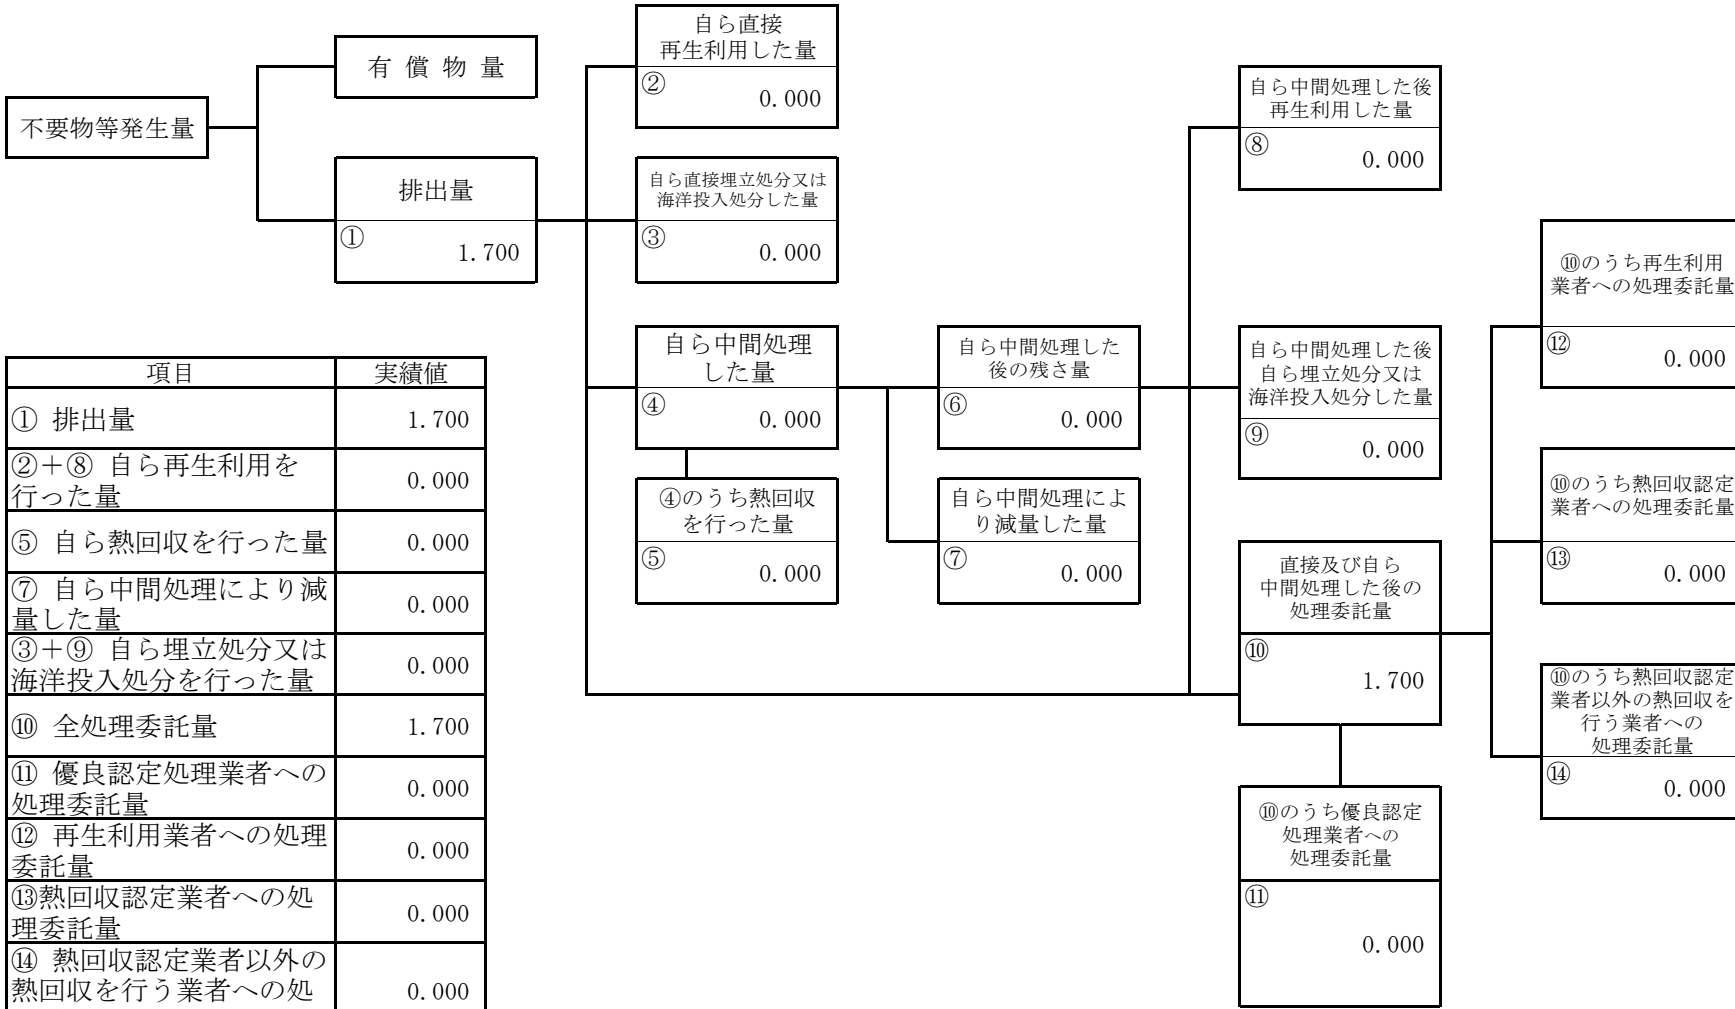 不要物等発生量
有償物量
排出量
①
1.700
自ら直接
再生利用した量
②
0.000
自ら直接埋立処分又は
海洋投入処分した量
③
0.000
自ら中間処理
した量
④
0.000
④のうち熱回収
を行った量
⑤
0.000
自ら中間処理した
後の残さ量
⑥
0.000
自ら中間処理によ
り減量した量
⑦
0.000
自ら中間処理した後
再生利用した量
⑧
0.000
自ら中間処理した後
自ら埋立処分又は
海洋投入処分した量
⑨
0.000
直接及び自ら
中間処理した後の
処理委託量
⑩
1.700
⑩のうち優良認定
処理業者への
処理委託量
⑪
0.000
⑩のうち再生利用
業者への処理委託量
⑫
0.000
⑩のうち熱回収認定
業者への処理委託量
⑬
0.000
⑩のうち熱回収認定
業者以外の熱回収を
行う業者への
処理委託量
⑭
0.000
項目 実績値
① 排出量 1.700
②+⑧ 自ら再生利用を
行った量 0.000
⑤ 自ら熱回収を行った量 0.000
⑦ 自ら中間処理により減
量した量 0.000
③+⑨ 自ら埋立処分又は
海洋投入処分を行った量 0.000
⑩ 全処理委託量 1.700
⑪ 優良認定処理業者への
処理委託量 0.000
⑫ 再生利用業者への処理
委託量 0.000
⑬熱回収認定業者への処
理委託量 0.000
⑭ 熱回収認定業者以外の
熱回収を行う業者への処 0.000